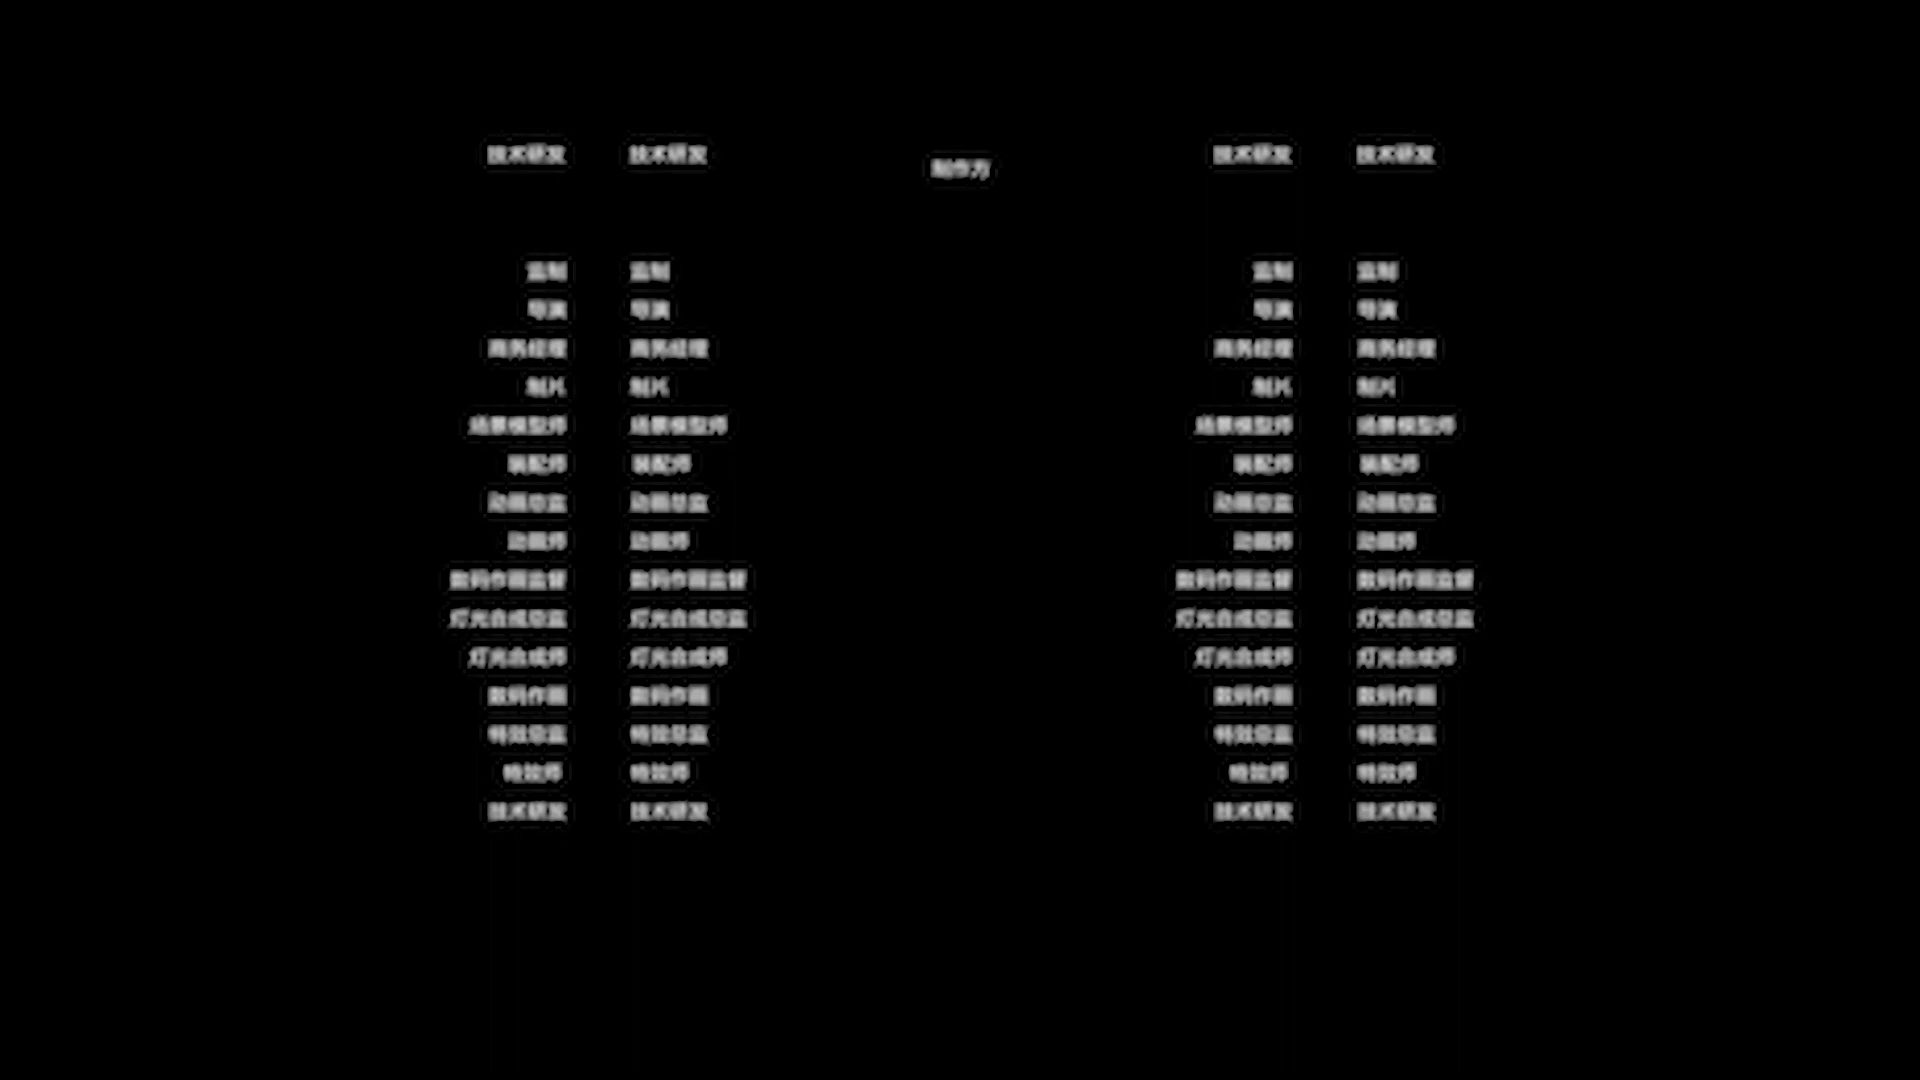 技术研发 技术研发 技术研发 技术研发
制作方
监制 监制 监制 监制
导演 导演 导演 导演
商务经理 商务经理 商务经理 商务经理
制片 制片 制片 制片
场景模型师 场景模型师 场景模型师 场景模型师
装配师 装配师 装配师 装配师
动画总监 动画总监 动画总监 动画总监
动画师 动画师 动画师 动画师
数码作画监督 数码作画监督 数码作画监督 数码作画监督
灯光合成总监 灯光合成总监 灯光合成总监 灯光合成总监
灯光合成师 灯光合成师 灯光合成师 灯光合成师
数码作画 数码作画 数码作画 数码作画
特效总监 特效总监 特效总监 特效总监
特效师 特效师 特效师 特效师
技术研发 技术研发 技术研发 技术研发